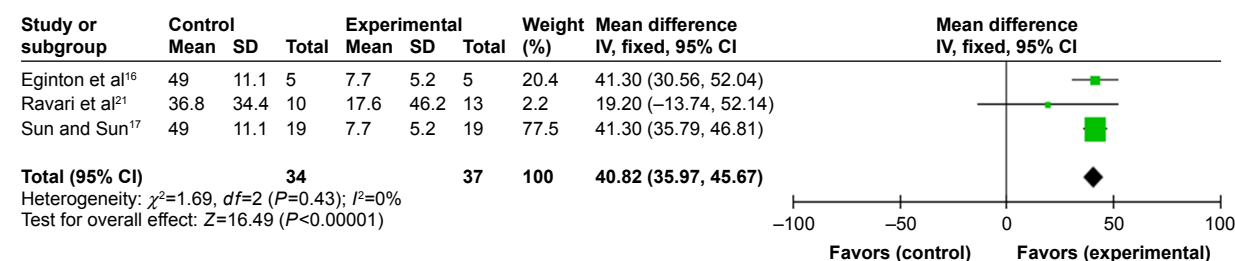 Study or Control Experimental Weight Mean difference Mean difference
subgroup Mean SD Total Mean SD Total (%) IV, fixed, 95% CI IV, fixed, 95% CI
Eginton et al¹⁶ 49 11.1 5 7.7 5.2 5 20.4 41.30 (30.56, 52.04)
Ravari et al²¹ 36.8 34.4 10 17.6 46.2 13 2.2 19.20 (–13.74, 52.14)
Sun and Sun¹⁷ 49 11.1 19 7.7 5.2 19 77.5 41.30 (35.79, 46.81)
Total (95% CI) 34 37 100 40.82 (35.97, 45.67)
Heterogeneity: χ²=1.69, df=2 (P=0.43); I²=0%
Test for overall effect: Z=16.49 (P<0.00001)
–100 –50 0 50 100
Favors (control) Favors (experimental)